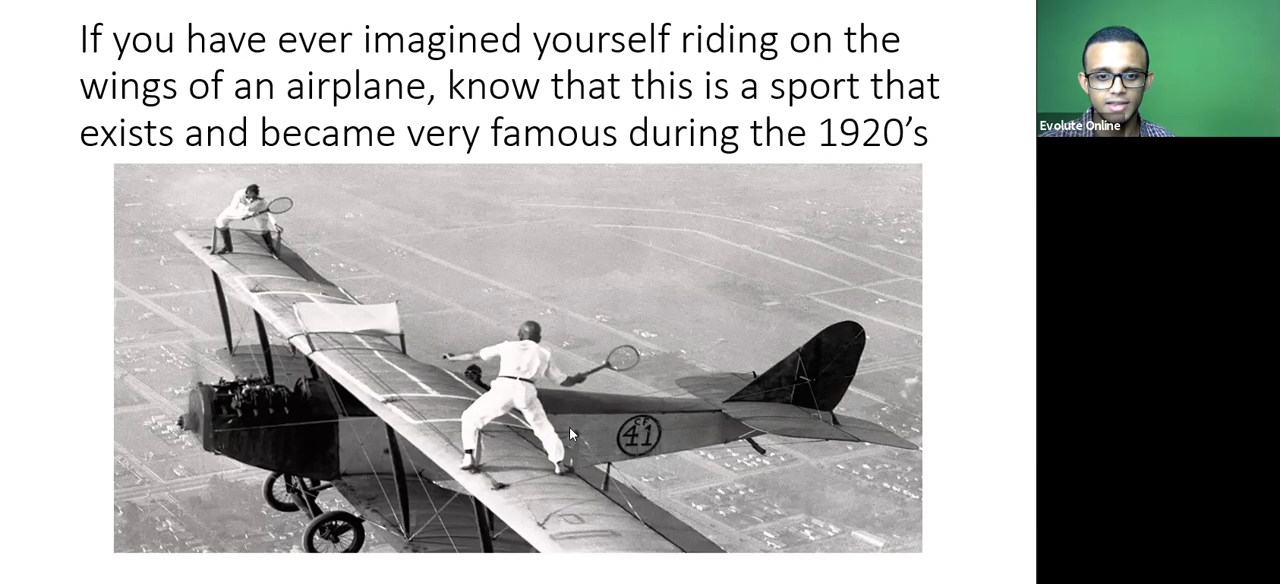 If you have ever imagined yourself riding on the
wings of an airplane, know that this is a sport that
exists and became very famous during the 1920’s
Evolute Online
CF
41